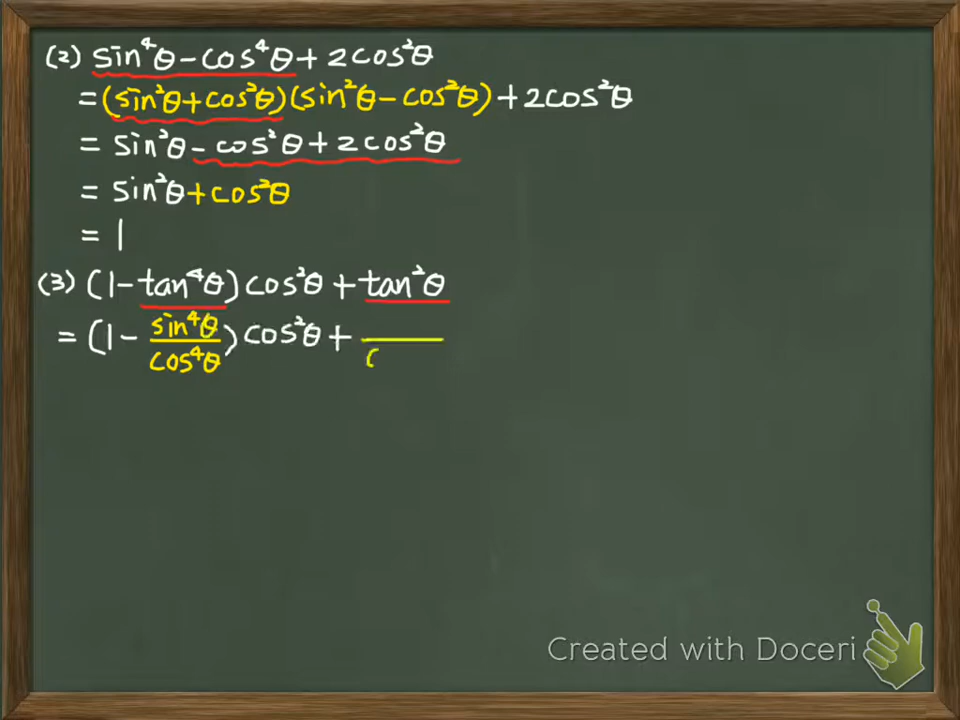 (2) sin⁴θ-cos⁴θ+2cos²θ
=(sin²θ+cos²θ)(sin²θ-cos²θ)+2cos²θ
= sin²θ-cos²θ+2cos²θ
= sin²θ+cos²θ
= 1
(3) (1-tan⁴θ)cos²θ+tan²θ
= (1- sin⁴θ/cos⁴θ) cos²θ+
Created with Doceri